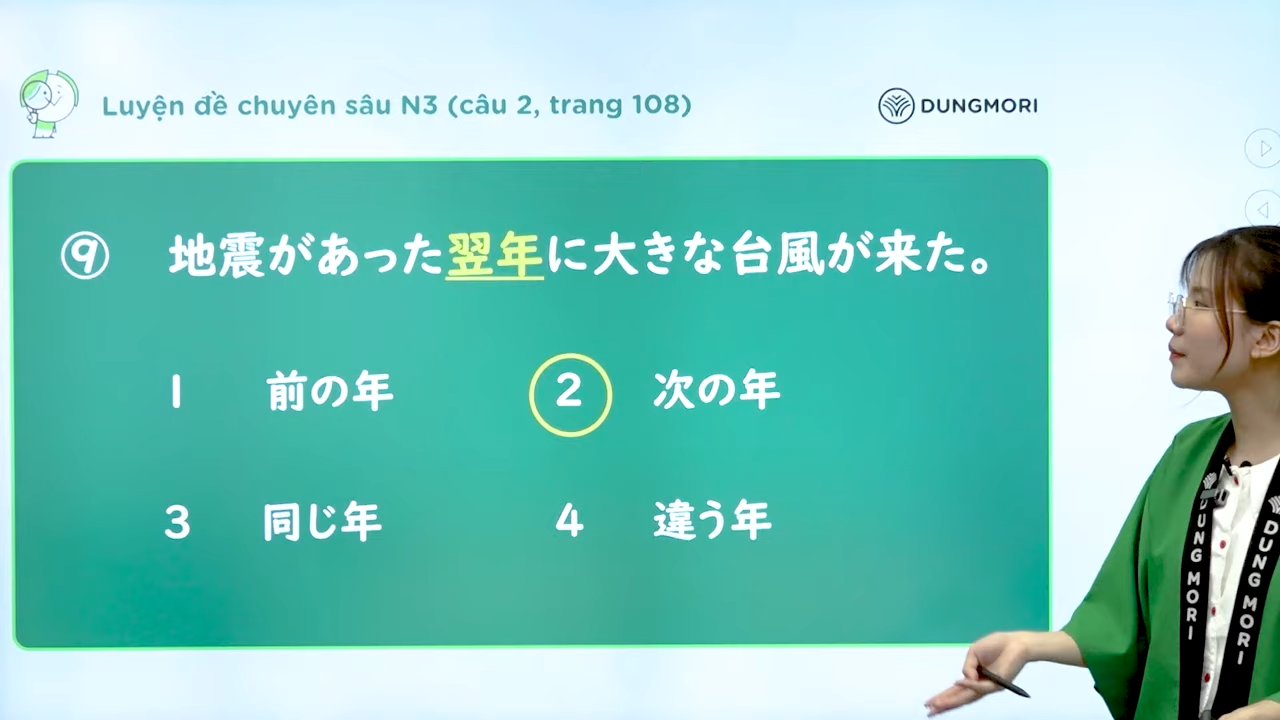 Luyện đề chuyên sâu N3 (câu 2, trang 108)
DUNGMORI
⑨ 地震があった翌年に大きな台風が来た。
1 前の年
2 次の年
3 同じ年
4 違う年
DUNG MORI
DUNG MORI